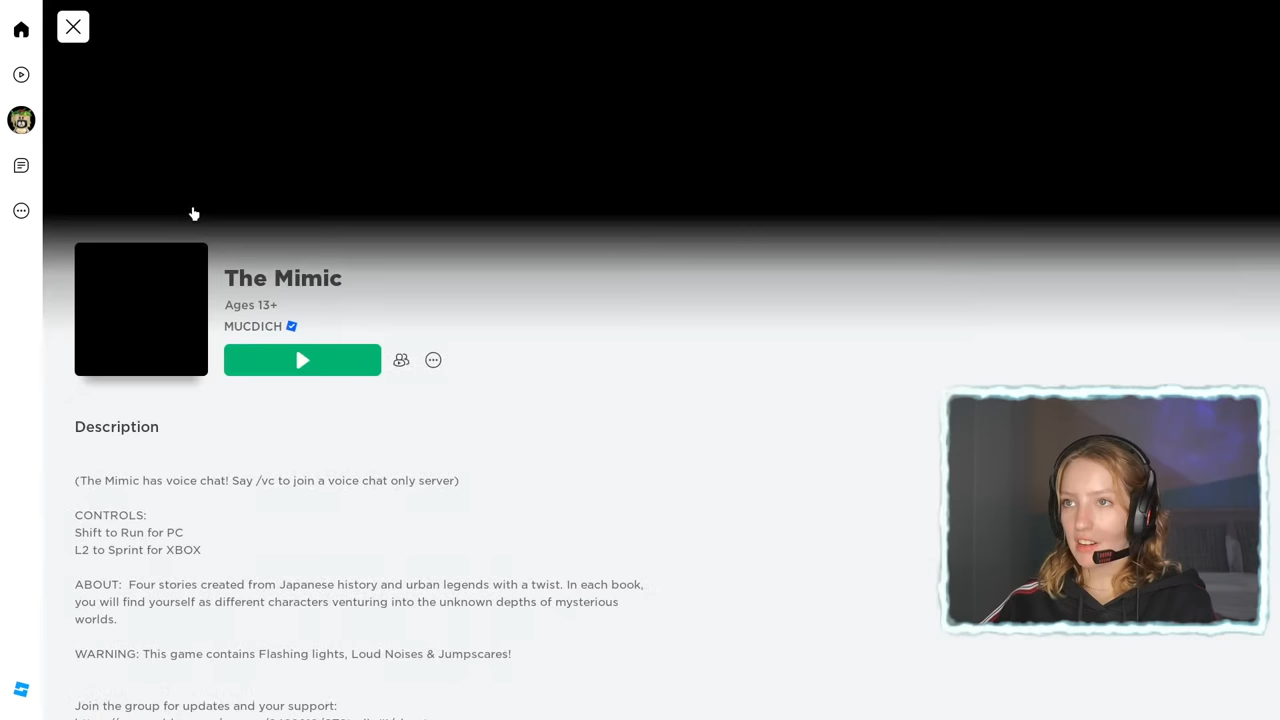 The Mimic
Ages 13+
MUCDICH
Description
(The Mimic has voice chat! Say /vc to join a voice chat only server)
CONTROLS:
Shift to Run for PC
L2 to Sprint for XBOX
ABOUT: Four stories created from Japanese history and urban legends with a twist. In each book,
you will find yourself as different characters venturing into the unknown depths of mysterious
worlds.
WARNING: This game contains Flashing lights, Loud Noises & Jumpscares!
Join the group for updates and your support: